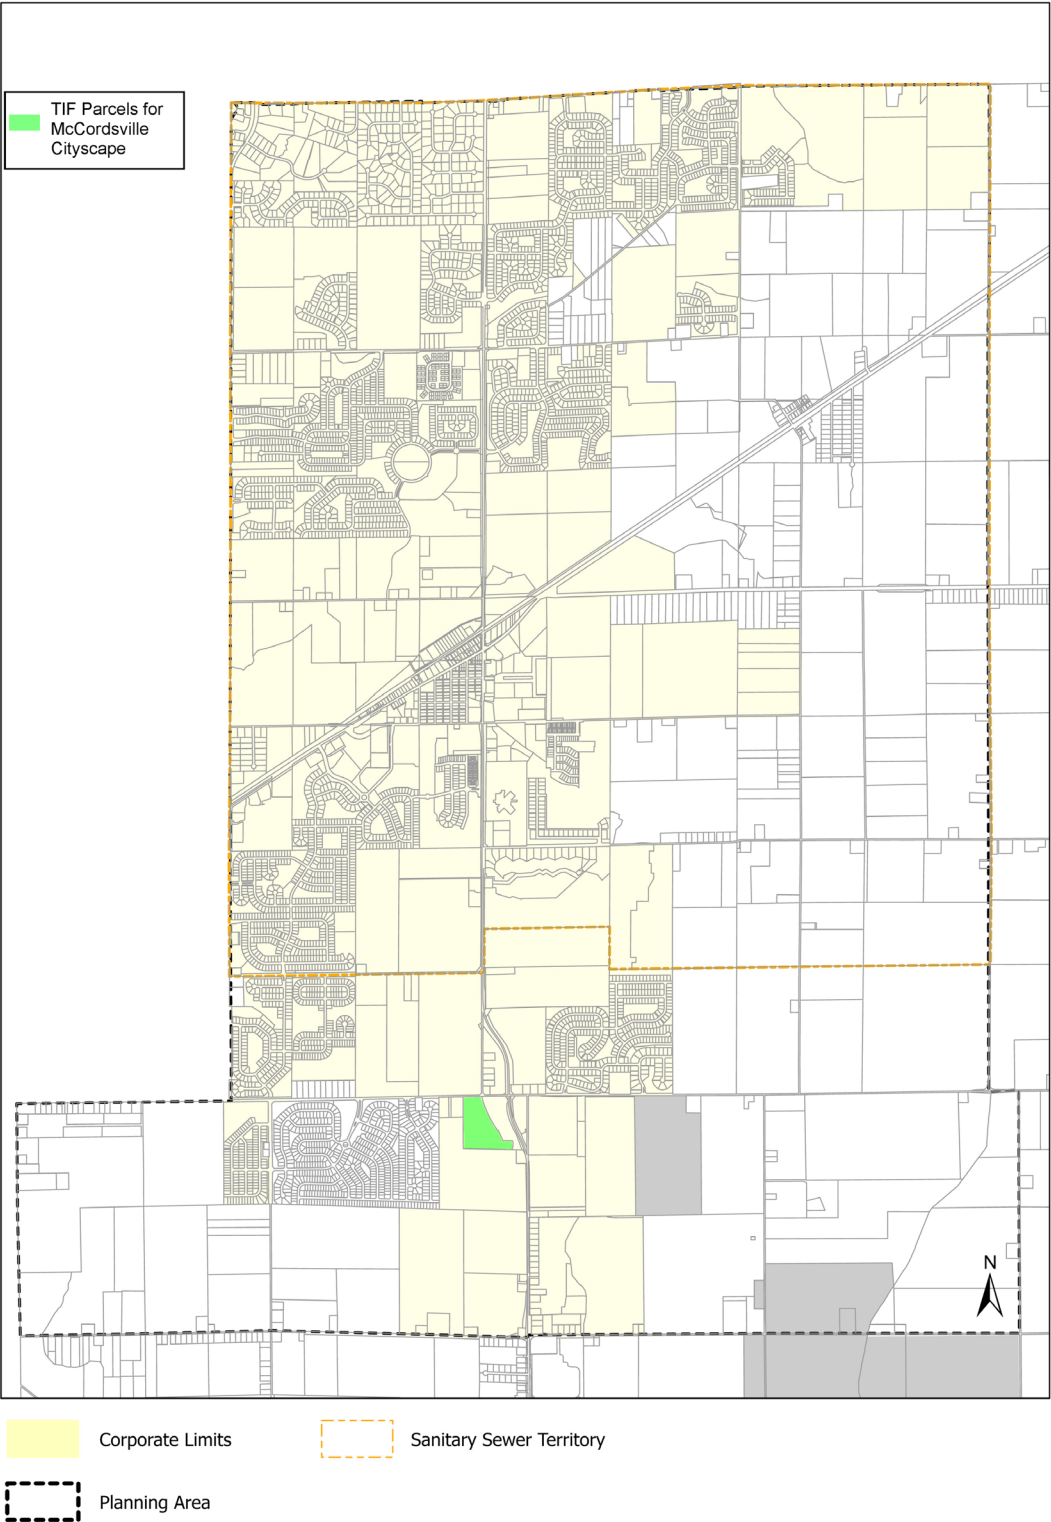 TIF Parcels for
McCordsville
Cityscape
N
Corporate Limits
Sanitary Sewer Territory
Planning Area